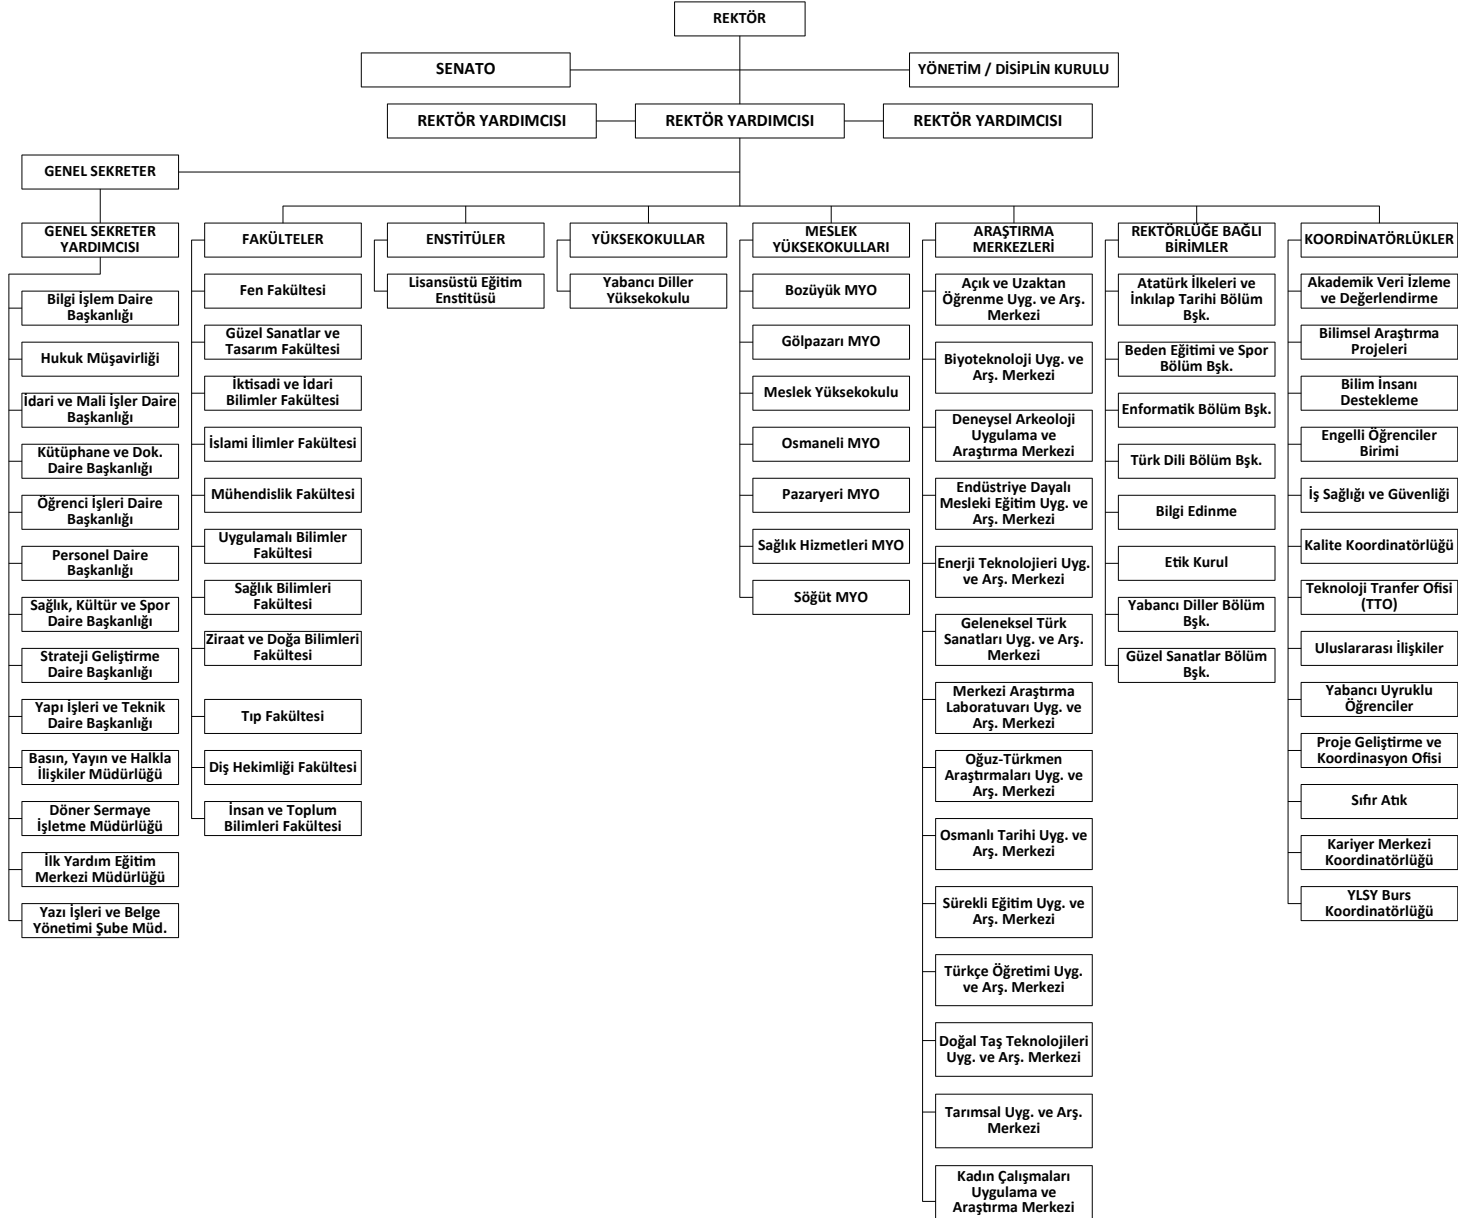 REKTÖR
SENATO
YÖNETİM / DİSİPLİN KURULU
REKTÖR YARDIMCISI
REKTÖR YARDIMCISI
REKTÖR YARDIMCISI
GENEL SEKRETER
GENEL SEKRETER
YARDIMCISI
Bilgi İşlem Daire
Başkanlığı
Hukuk Müşavirliği
İdari ve Mali İşler Daire
Başkanlığı
Kütüphane ve Dok.
Daire Başkanlığı
Öğrenci İşleri Daire
Başkanlığı
Personel Daire
Başkanlığı
Sağlık, Kültür ve Spor
Daire Başkanlığı
Strateji Geliştirme
Daire Başkanlığı
Yapı İşleri ve Teknik
Daire Başkanlığı
Basın, Yayın ve Halkla
İlişkiler Müdürlüğü
Döner Sermaye
İşletme Müdürlüğü
İlk Yardım Eğitim
Merkezi Müdürlüğü
Yazı İşleri ve Belge
Yönetimi Şube Müd.
FAKÜLTELER
Fen Fakültesi
Güzel Sanatlar ve
Tasarım Fakültesi
İktisadi ve İdari
Bilimler Fakültesi
İslami İlimler Fakültesi
Mühendislik Fakültesi
Uygulamalı Bilimler
Fakültesi
Sağlık Bilimleri
Fakültesi
Ziraat ve Doğa Bilimleri
Fakültesi
Tıp Fakültesi
Diş Hekimliği Fakültesi
İnsan ve Toplum
Bilimleri Fakültesi
ENSTİTÜLER
Lisansüstü Eğitim
Enstitüsü
YÜKSEKOKULLAR
Yabancı Diller
Yüksekokulu
MESLEK
YÜKSEKOKULLARI
Bozüyük MYO
Gölpazarı MYO
Meslek Yüksekokulu
Osmaneli MYO
Pazaryeri MYO
Sağlık Hizmetleri MYO
Söğüt MYO
ARAŞTIRMA
MERKEZLERİ
Açık ve Uzaktan
Öğrenme Uyg. ve Arş.
Merkezi
Biyoteknoloji Uyg. ve
Arş. Merkezi
Deneysel Arkeoloji
Uygulama ve
Araştırma Merkezi
Endüstriye Dayalı
Mesleki Eğitim Uyg. ve
Arş. Merkezi
Enerji Teknolojieri Uyg.
ve Arş. Merkezi
Geleneksel Türk
Sanatları Uyg. ve Arş.
Merkezi
Merkezi Araştırma
Laboratuvarı Uyg. ve
Arş. Merkezi
Oğuz-Türkmen
Araştırmaları Uyg. ve
Arş. Merkezi
Osmanlı Tarihi Uyg. ve
Arş. Merkezi
Sürekli Eğitim Uyg. ve
Arş. Merkezi
Türkçe Öğretimi Uyg.
ve Arş. Merkezi
Doğal Taş Teknolojileri
Uyg. ve Arş. Merkezi
Tarımsal Uyg. ve Arş.
Merkezi
Kadın Çalışmaları
Uygulama ve
Araştırma Merkezi
REKTÖRLÜĞE BAĞLI
BİRİMLER
Atatürk İlkeleri ve
İnkılap Tarihi Bölüm
Bşk.
Beden Eğitimi ve Spor
Bölüm Bşk.
Enformatik Bölüm Bşk.
Türk Dili Bölüm Bşk.
Bilgi Edinme
Etik Kurul
Yabancı Diller Bölüm
Bşk.
Güzel Sanatlar Bölüm
Bşk.
KOORDİNATÖRLÜKLER
Akademik Veri İzleme
ve Değerlendirme
Bilimsel Araştırma
Projeleri
Bilim İnsanı
Destekleme
Engelli Öğrenciler
Birimi
İş Sağlığı ve Güvenliği
Kalite Koordinatörlüğü
Teknoloji Tranfer Ofisi
(TTO)
Uluslararası İlişkiler
Yabancı Uyruklu
Öğrenciler
Proje Geliştirme ve
Koordinasyon Ofisi
Sıfır Atık
Kariyer Merkezi
Koordinatörlüğü
YLSY Burs
Koordinatörlüğü